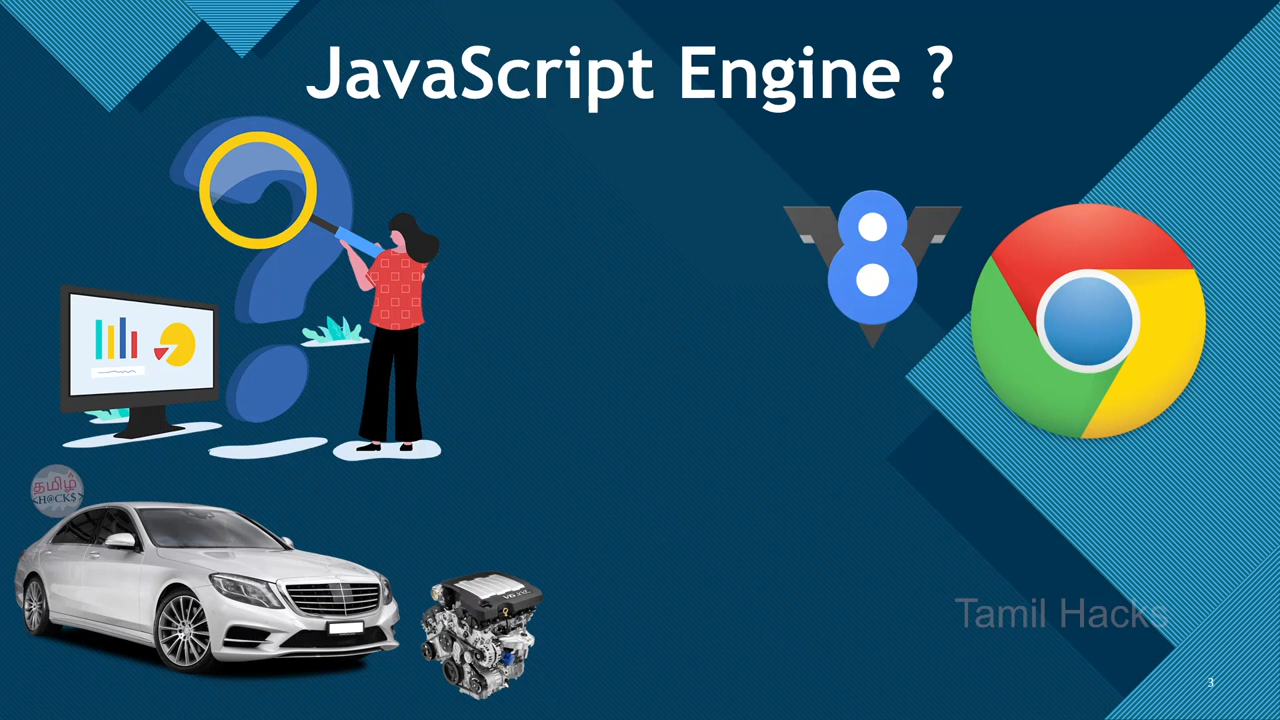 JavaScript Engine ?
8
தமிழ்
<H@CK$>
Tamil Hacks
3